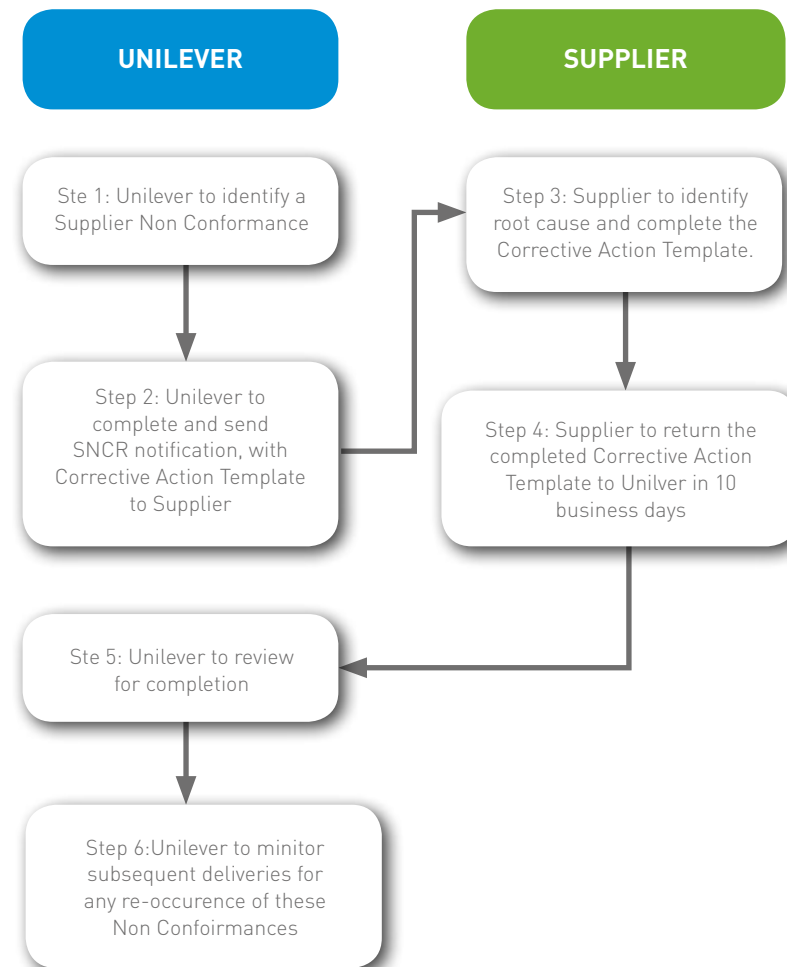 UNILEVER
SUPPLIER
Ste 1: Unilever to identify a
Supplier Non Conformance
Step 2: Unilever to
complete and send
SNCR notification, with
Corrective Action Template
to Supplier
Step 3: Supplier to identify
root cause and complete the
Corrective Action Template.
Step 4: Supplier to return the
completed Corrective Action
Template to Unilver in 10
business days
Ste 5: Unilever to review
for completion
Step 6:Unilever to minitor
subsequent deliveries for
any re-occurence of these
Non Confoirmances